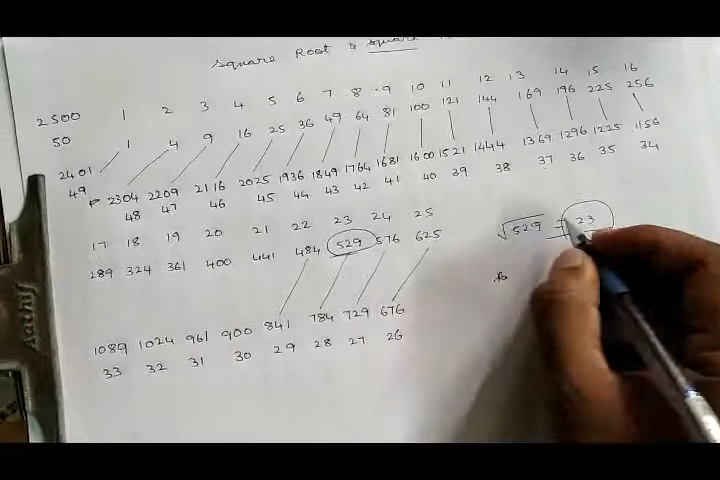 Square Root & Square
2500 1 2 3 4 5 6 7 8 9 10 11 12 13 14 15 16
50 1 4 9 16 25 36 49 64 81 100 121 144 169 196 225 256
2401 2304 2209 2116 2025 1936 1849 1764 1681 1600 1521 1444 1369 1296 1225 1156
49 48 47 46 45 44 43 42 41 40 39 38 37 36 35 34
17 18 19 20 21 22 23 24 25
289 324 361 400 441 484 529 576 625
√529 = 23
1089 1024 961 900 841 784 729 676
33 32 31 30 29 28 27 26
Aathif